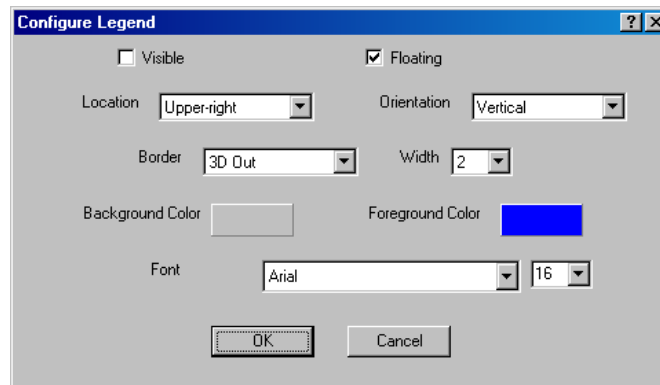 Configure Legend
Visible Floating
Location Upper-right Orientation Vertical
Border 3D Out Width 2
Background Color Foreground Color
Font Arial 16
OK Cancel